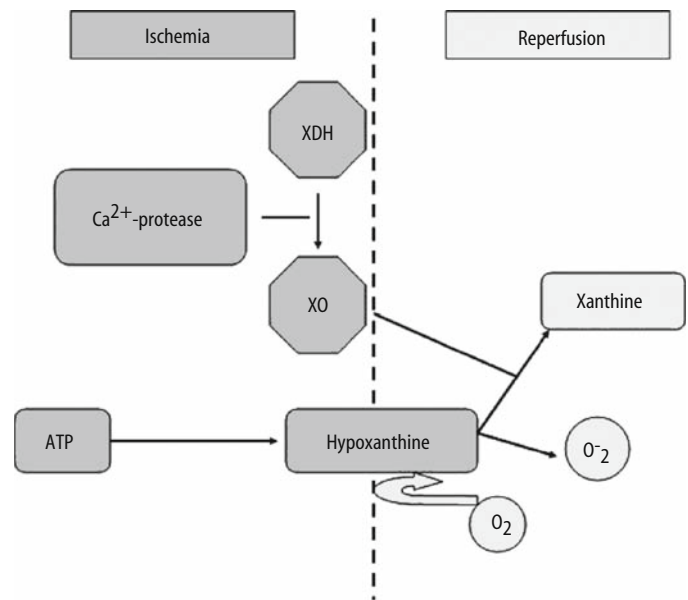 Ischemia
Reperfusion
XDH
Ca²⁺-protease
XO
Xanthine
ATP
Hypoxanthine
O⁻₂
O₂